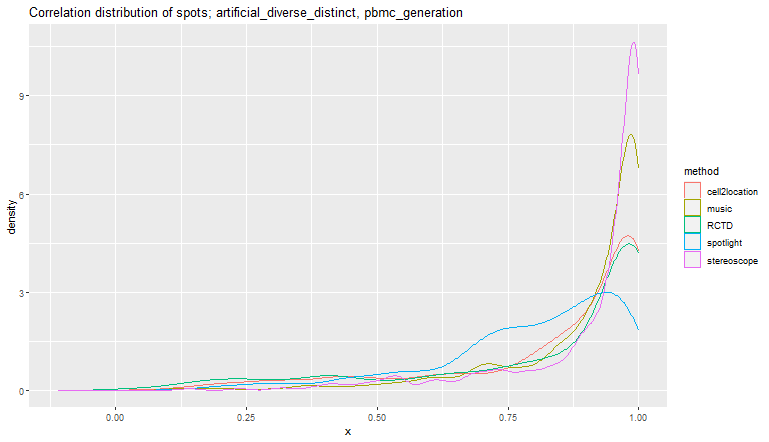 Correlation distribution of spots; artificial_diverse_distinct, pbmc_generation
density
9
6
3
0
0.00 0.25 0.50 0.75 1.00
x
method
cell2location
music
RCTD
spotlight
stereoscope